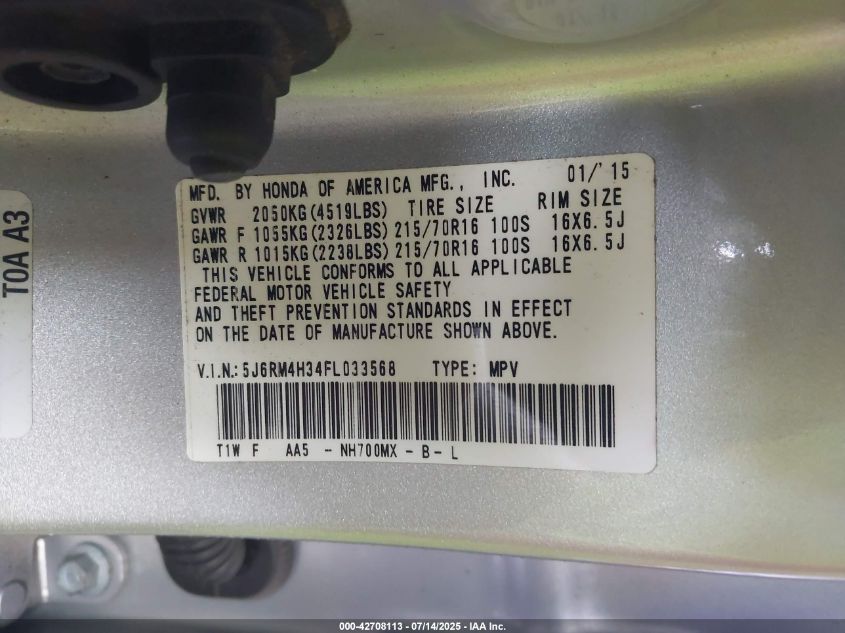 MFD. BY HONDA OF AMERICA MFG., INC. 01/'15
GVWR 2050KG(4519LBS) TIRE SIZE RIM SIZE
GAWR F 1055KG(2326LBS) 215/70R16 100S 16X6.5J
GAWR R 1015KG(2238LBS) 215/70R16 100S 16X6.5J
THIS VEHICLE CONFORMS TO ALL APPLICABLE
FEDERAL MOTOR VEHICLE SAFETY
AND THEFT PREVENTION STANDARDS IN EFFECT
ON THE DATE OF MANUFACTURE SHOWN ABOVE.
V.I.N.: 5J6RM4H34FL033568 TYPE: MPV
T1W F AA5 - NH700MX - B - L
T0A A3
000-42708113 - 07/14/2025 - IAA Inc.